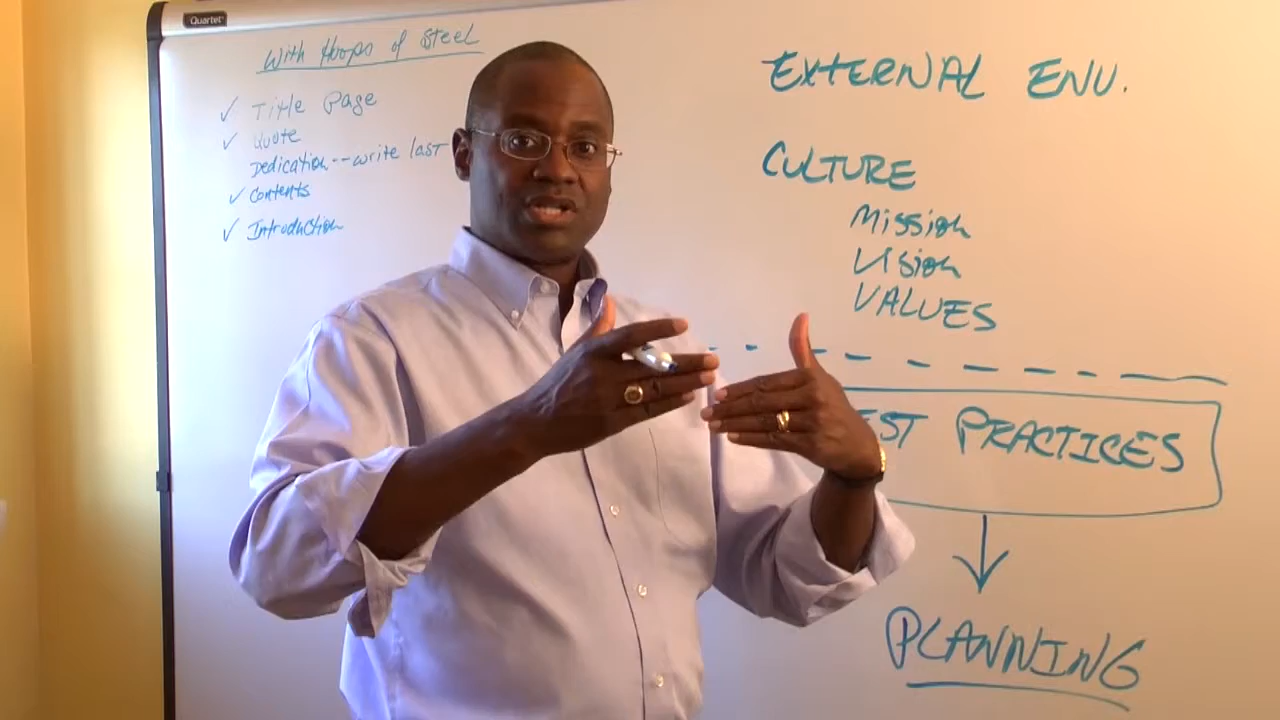 Quartet
With Hoops of Steel
✓ Title Page
✓ Quote
Dedication--write last
✓ Contents
✓ Introduction
EXTERNAL ENV.
CULTURE
Mission
Vision
VALUES
EST PRACTICES
PLANNING